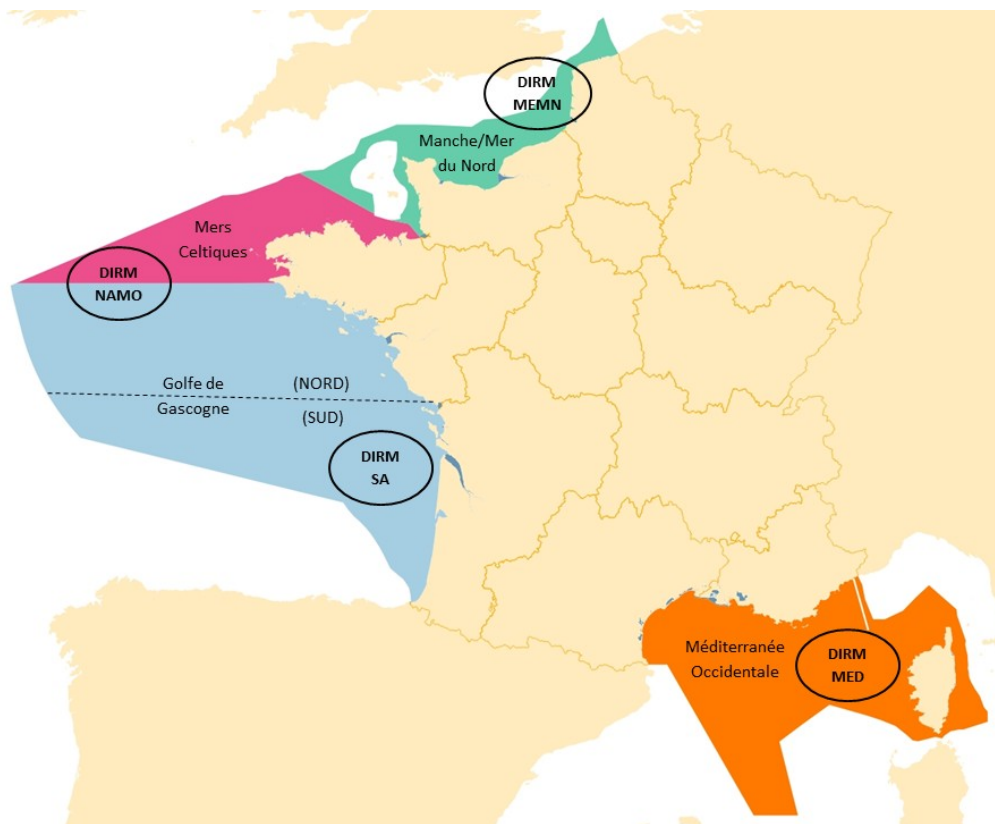 DIRM
MEMN
Manche/Mer
du Nord
Mers
Celtiques
DIRM
NAMO
Golfe de
Gascogne
(NORD)
(SUD)
DIRM
SA
Méditerranée
Occidentale
DIRM
MED